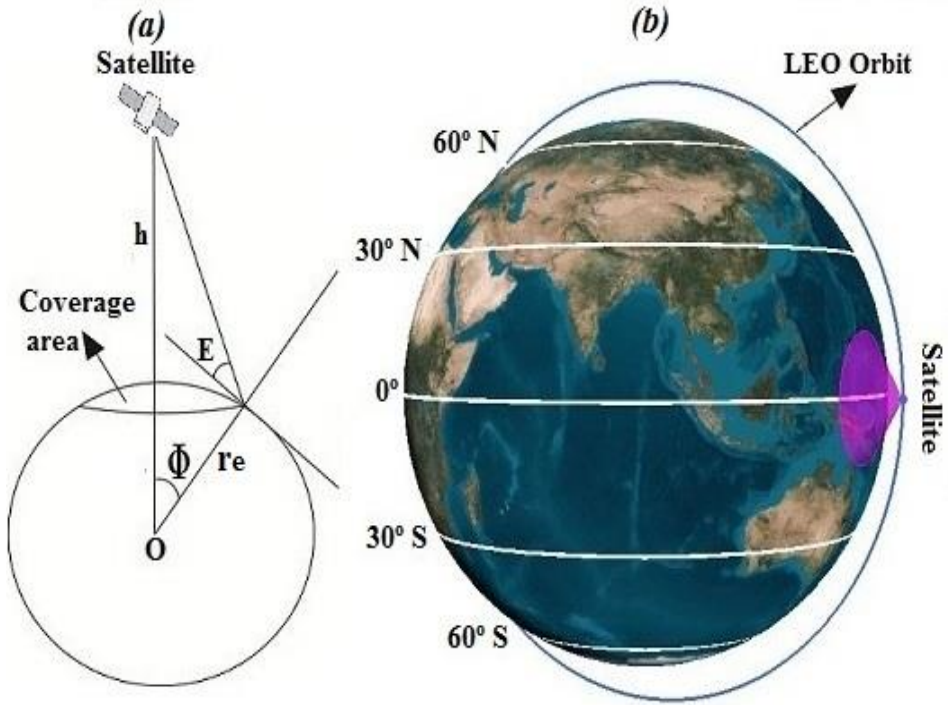 (a)
Satellite
h
Coverage
area
E
Φ
re
O
(b)
LEO Orbit
60º N
30º N
0º
30º S
60º S
Satellite